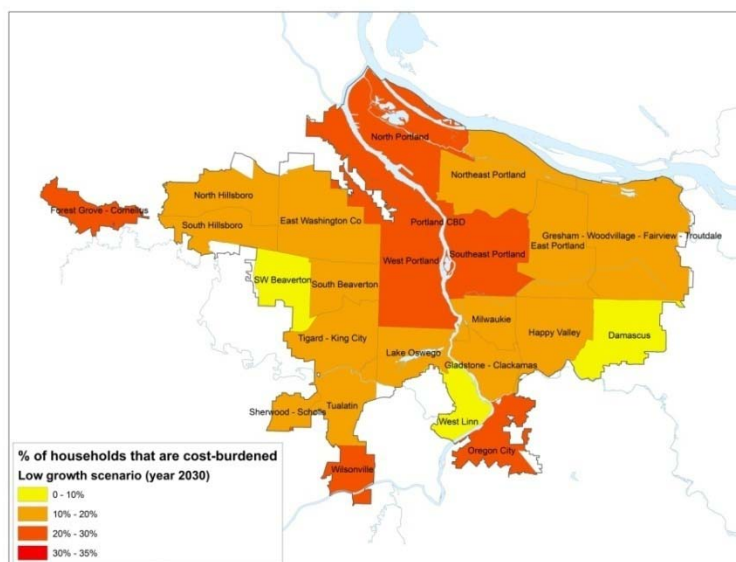 North Portland
Northeast Portland
Forest Grove - Cornelius
North Hillsboro
South Hillsboro
East Washington Co
Portland CBD
West Portland
Southeast Portland
Gresham - Woodvillage - Fairview - Troutdale
East Portland
SW Beaverton
South Beaverton
Milwaukie
Tigard - King City
Happy Valley
Damascus
Lake Oswego
Gladstone - Clackamas
Sherwood - Scholls
Tualatin
West Linn
Oregon City
Wilsonville
% of households that are cost-burdened
Low growth scenario (year 2030)
0 - 10%
10% - 20%
20% - 30%
30% - 35%